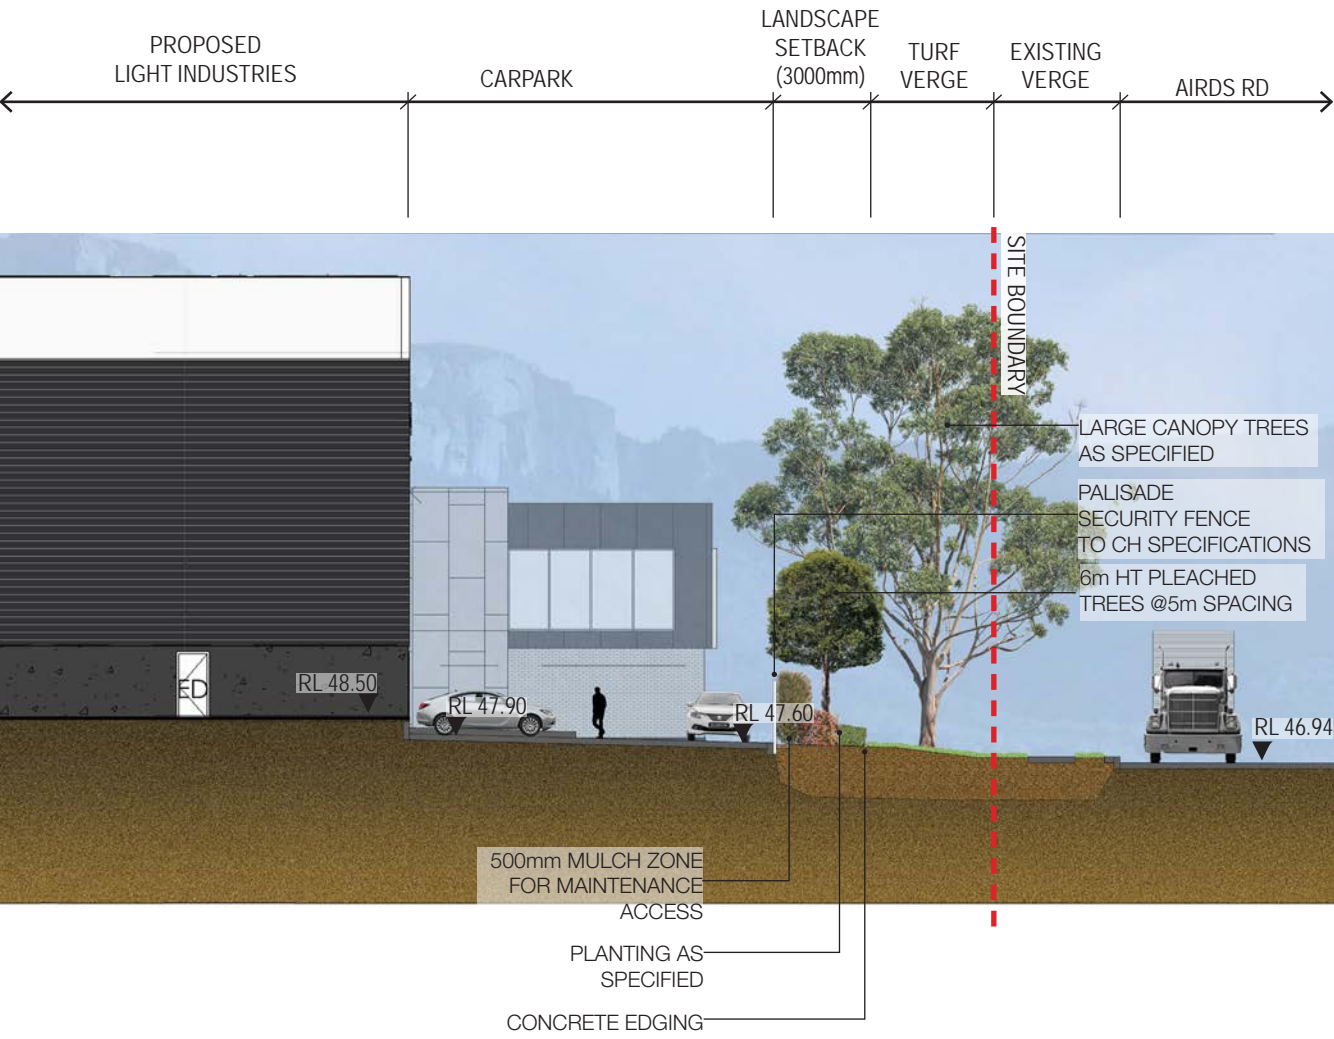 PROPOSED
LIGHT INDUSTRIES
CARPARK
LANDSCAPE
SETBACK
(3000mm)
TURF
VERGE
EXISTING
VERGE
AIRDS RD
SITE BOUNDARY
LARGE CANOPY TREES
AS SPECIFIED
PALISADE
SECURITY FENCE
TO CH SPECIFICATIONS
6m HT PLEACHED
TREES @5m SPACING
ED
RL 48.50
RL 47.90
RL 47.60
RL 46.94
500mm MULCH ZONE
FOR MAINTENANCE
ACCESS
PLANTING AS
SPECIFIED
CONCRETE EDGING